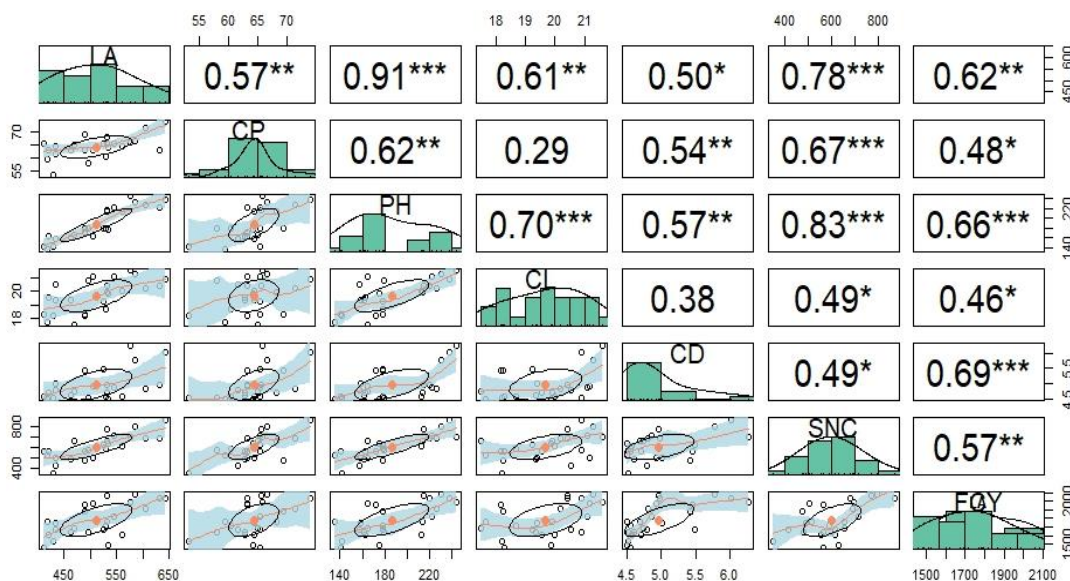 55 60 65 70 18 19 20 21 400 600 800
LA 0.57** 0.91*** 0.61** 0.50* 0.78*** 0.62** 450 600
55 70 CP 0.62** 0.29 0.54** 0.67*** 0.48*
PH 0.70*** 0.57** 0.83*** 0.66*** 140 220
18 20 CL 0.38 0.49* 0.46*
CD 0.49* 0.69*** 4.5 5.5
400 800 SNC 0.57**
1500 2000
450 550 650 140 180 220 4.5 5.0 5.5 6.0 1500 1700 1900 2100